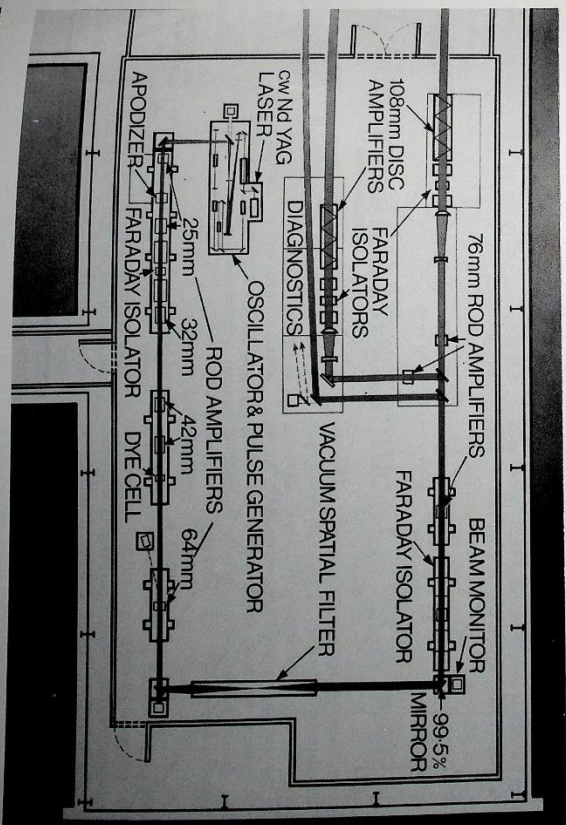 108mm DISC
AMPLIFIERS
FARADAY
ISOLATORS
76mm ROD AMPLIFIERS
BEAM MONITOR
FARADAY ISOLATOR
99·5%
MIRROR
DIAGNOSTICS
VACUUM SPATIAL FILTER
CW Nd YAG
LASER
OSCILLATOR & PULSE GENERATOR
ROD AMPLIFIERS
25mm
32mm
42mm
64mm
APODIZER
FARADAY ISOLATOR
DYE CELL